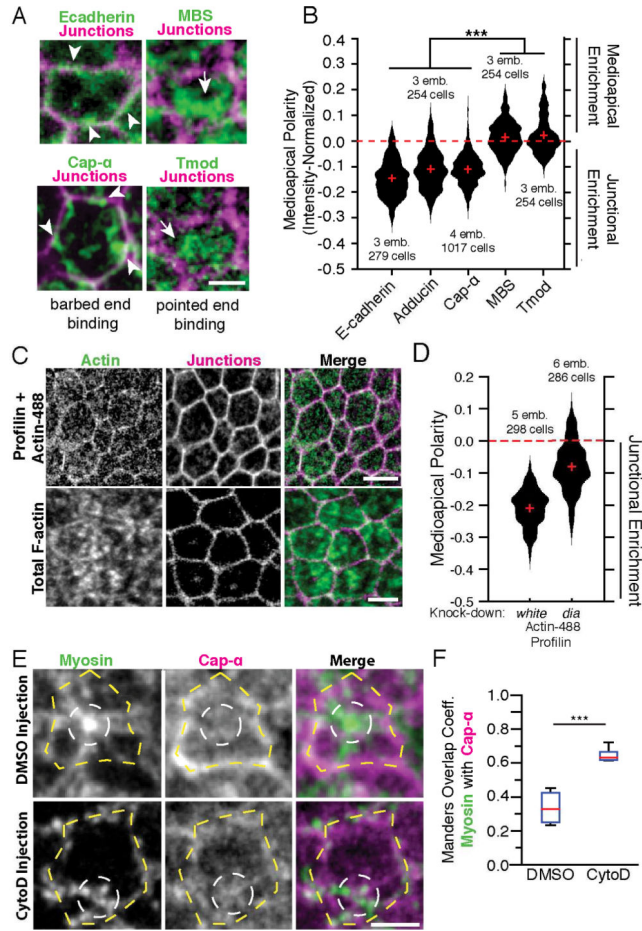 A
Ecadherin
Junctions
MBS
Junctions
Cap-α
Junctions
Tmod
Junctions
barbed end
binding
pointed end
binding
B
Medioapical Polarity
(Intensity-Normalized)
0.4
0.3
0.2
0.1
0.0
-0.1
-0.2
-0.3
-0.4
-0.5
***
3 emb.
254 cells
3 emb.
254 cells
3 emb.
279 cells
4 emb.
1017 cells
3 emb.
254 cells
E-cadherin
Adducin
Cap-α
MBS
Tmod
Medioapical
Enrichment
Junctional
Enrichment
C
Actin
Junctions
Merge
Profilin +
Actin-488
Total F-actin
D
Medioapical Polarity
0.2
0.1
0.0
-0.1
-0.2
-0.3
-0.4
-0.5
6 emb.
286 cells
5 emb.
298 cells
Junctional Enrichment
Knock-down: white dia
Actin-488
Profilin
E
Myosin
Cap-α
Merge
DMSO Injection
CytoD Injection
F
Manders Overlap Coeff.
Myosin with Cap-α
1.0
0.8
0.6
0.4
0.2
0.0
***
DMSO
CytoD